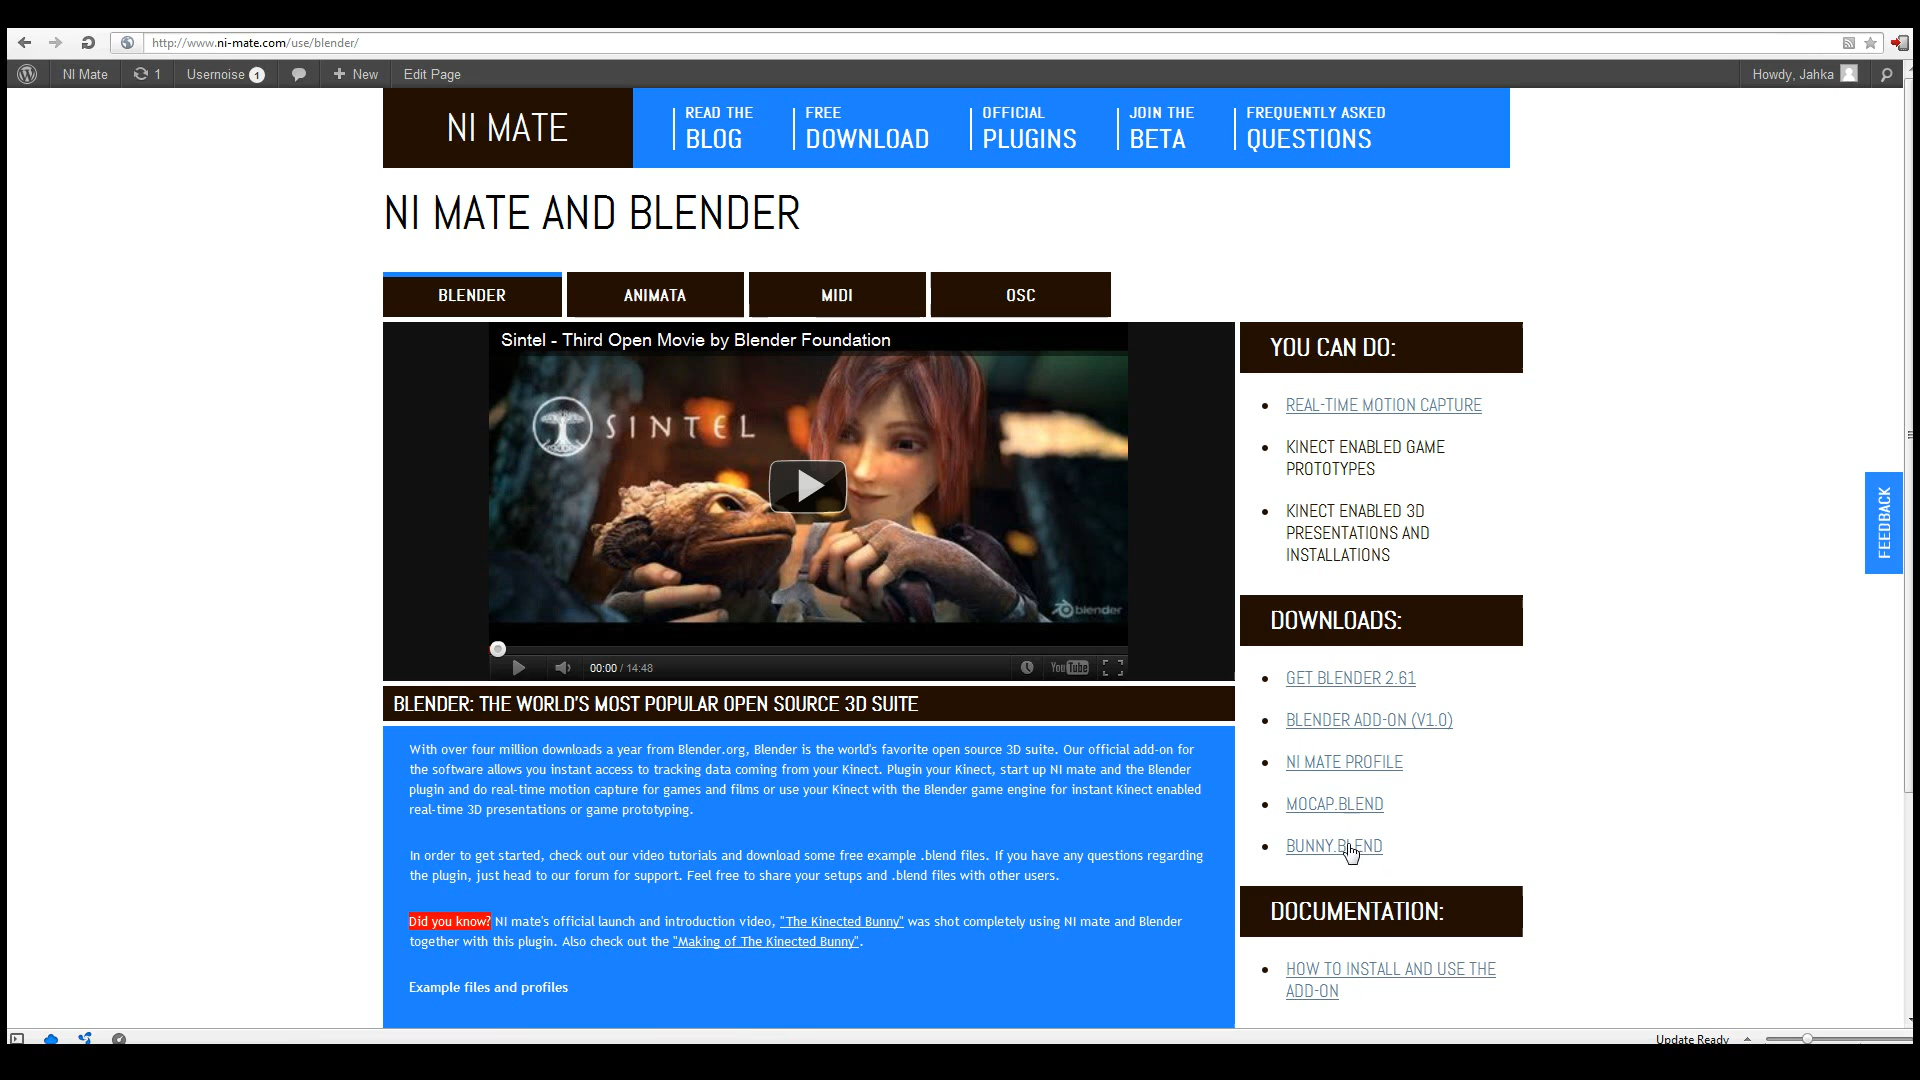 http://www.ni-mate.com/use/blender/
NI Mate 1 Usernoise 1 New Edit Page Howdy, Jahka
NI MATE
READ THE
BLOG
FREE
DOWNLOAD
OFFICIAL
PLUGINS
JOIN THE
BETA
FREQUENTLY ASKED
QUESTIONS
NI MATE AND BLENDER
BLENDER ANIMATA MIDI OSC
Sintel - Third Open Movie by Blender Foundation
SINTEL
blender
00:00 / 14:48
YouTube
BLENDER: THE WORLD'S MOST POPULAR OPEN SOURCE 3D SUITE
With over four million downloads a year from Blender.org, Blender is the world's favorite open source 3D suite. Our official add-on for
the software allows you instant access to tracking data coming from your Kinect. Plugin your Kinect, start up NI mate and the Blender
plugin and do real-time motion capture for games and films or use your Kinect with the Blender game engine for instant Kinect enabled
real-time 3D presentations or game prototyping.
In order to get started, check out our video tutorials and download some free example .blend files. If you have any questions regarding
the plugin, just head to our forum for support. Feel free to share your setups and .blend files with other users.
Did you know? NI mate's official launch and introduction video, "The Kinected Bunny" was shot completely using NI mate and Blender
together with this plugin. Also check out the "Making of The Kinected Bunny".
Example files and profiles
YOU CAN DO:
REAL-TIME MOTION CAPTURE
KINECT ENABLED GAME
PROTOTYPES
KINECT ENABLED 3D
PRESENTATIONS AND
INSTALLATIONS
DOWNLOADS:
GET BLENDER 2.61
BLENDER ADD-ON (V1.0)
NI MATE PROFILE
MOCAP.BLEND
BUNNY.BLEND
DOCUMENTATION:
HOW TO INSTALL AND USE THE
ADD-ON
FEEDBACK
Update Ready